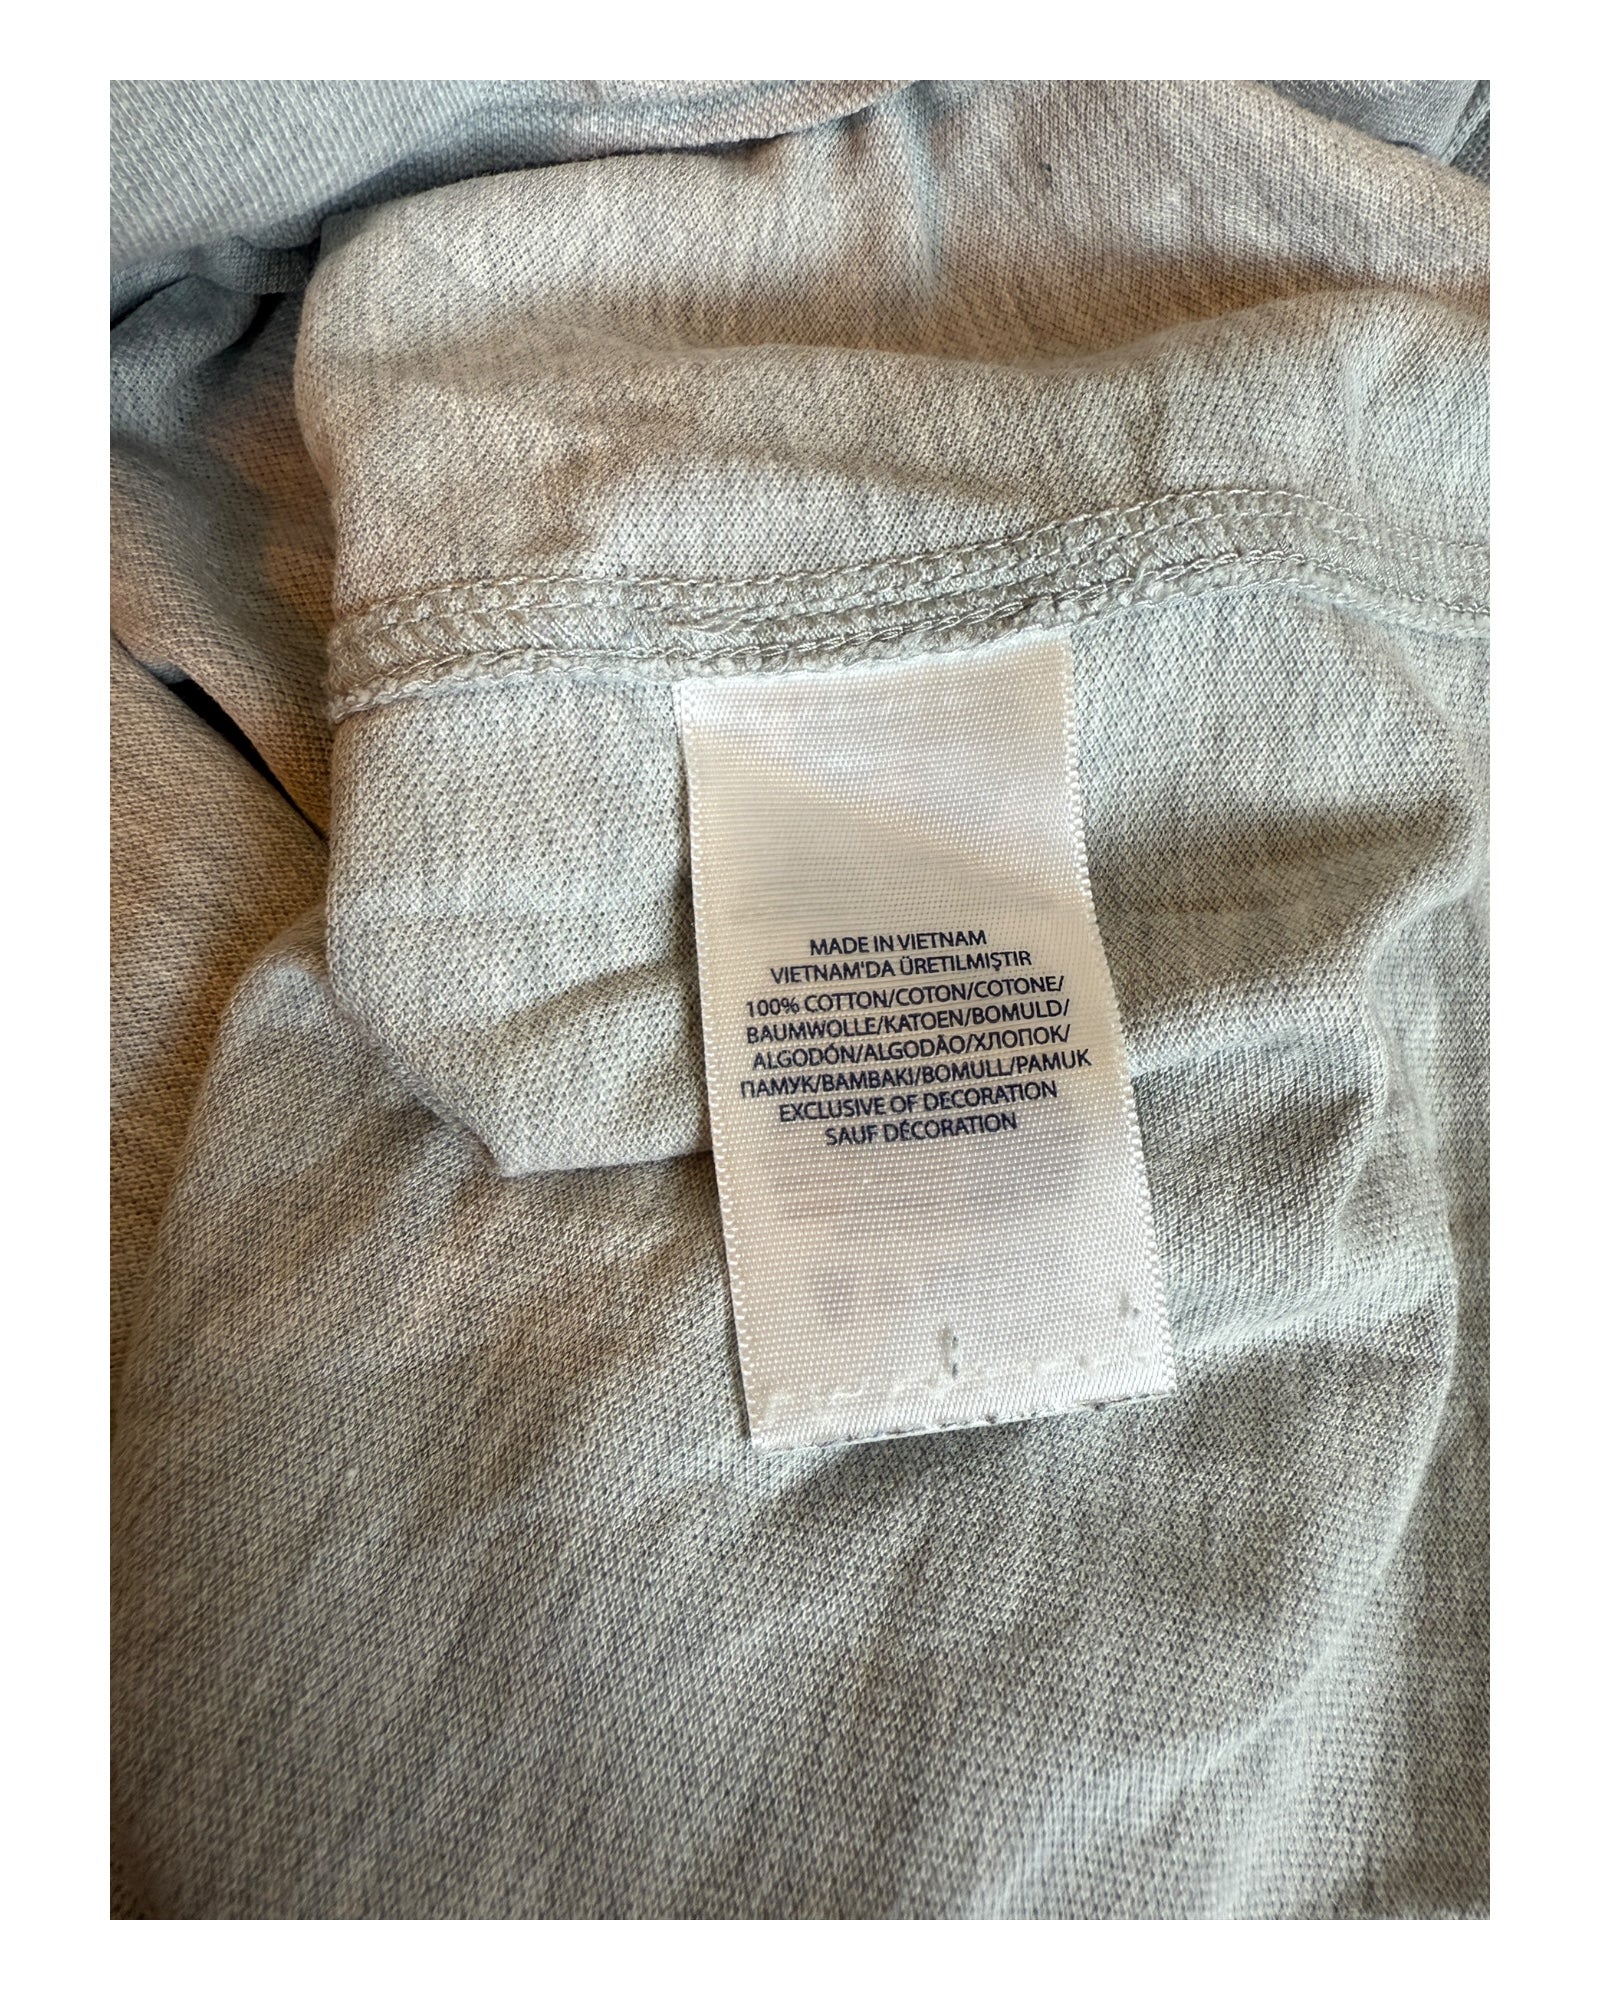 MADE IN VIETNAM
VIETNAM'DA ÜRETILMIŞTIR
100% COTTON/COTON/COTONE/
BAUMWOLLE/KATOEN/BOMULD/
ALGODÓN/ALGODÃO/ХЛОПОК/
ПАМУК/ΒΑΜΒΑΚΙ/BOMULL/PAMUK
EXCLUSIVE OF DECORATION
SAUF DÉCORATION